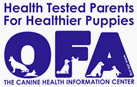 Health Tested Parents
For Healthier Puppies
OFA
THE CANINE HEALTH INFORMATION CENTER